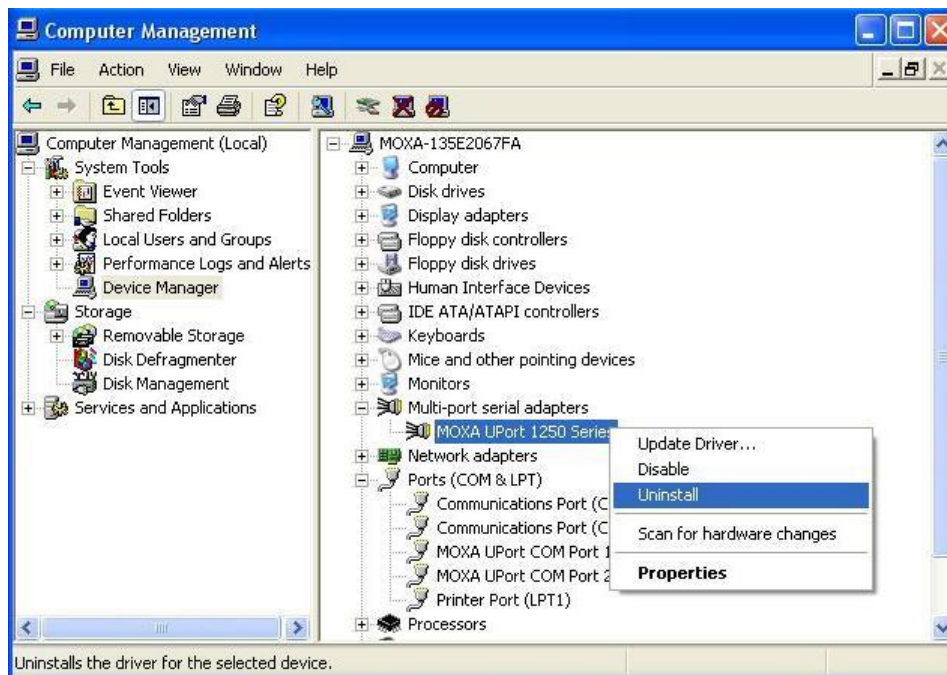 Computer Management
File Action View Window Help
Computer Management (Local)
System Tools
Event Viewer
Shared Folders
Local Users and Groups
Performance Logs and Alerts
Device Manager
Storage
Removable Storage
Disk Defragmenter
Disk Management
Services and Applications
MOXA-135E2067FA
Computer
Disk drives
Display adapters
Floppy disk controllers
Floppy disk drives
Human Interface Devices
IDE ATA/ATAPI controllers
Keyboards
Mice and other pointing devices
Monitors
Multi-port serial adapters
MOXA UPort 1250 Series
Network adapters
Ports (COM & LPT)
Communications Port (C
Communications Port (C
MOXA UPort COM Port 1
MOXA UPort COM Port 2
Printer Port (LPT1)
Processors
Update Driver...
Disable
Uninstall
Scan for hardware changes
Properties
Uninstalls the driver for the selected device.